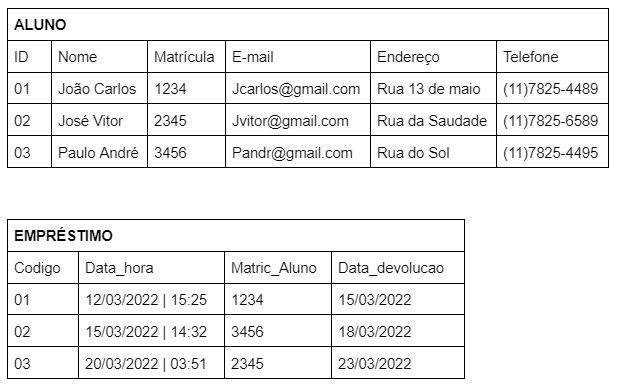 ALUNO
ID Nome Matrícula E-mail Endereço Telefone
01 João Carlos 1234 Jcarlos@gmail.com Rua 13 de maio (11)7825-4489
02 José Vitor 2345 Jvitor@gmail.com Rua da Saudade (11)7825-6589
03 Paulo André 3456 Pandr@gmail.com Rua do Sol (11)7825-4495
EMPRÉSTIMO
Codigo Data_hora Matric_Aluno Data_devolucao
01 12/03/2022 | 15:25 1234 15/03/2022
02 15/03/2022 | 14:32 3456 18/03/2022
03 20/03/2022 | 03:51 2345 23/03/2022